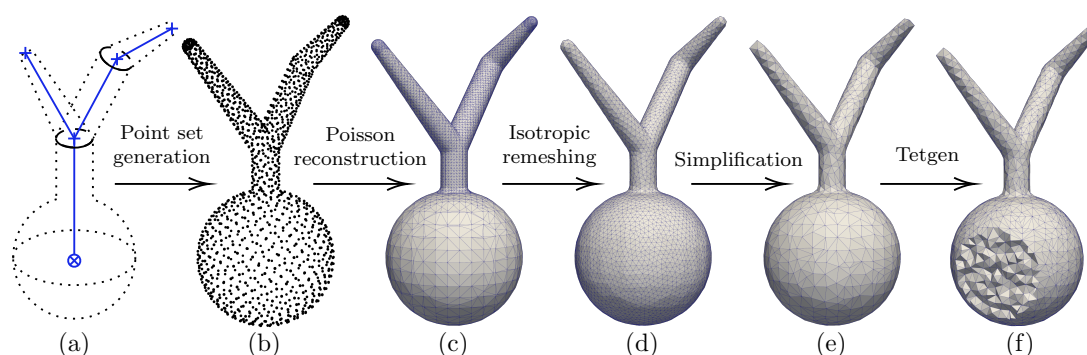 Point set
generation
Poisson
reconstruction
Isotropic
remeshing
Simplification
Tetgen
(a)
(b)
(c)
(d)
(e)
(f)